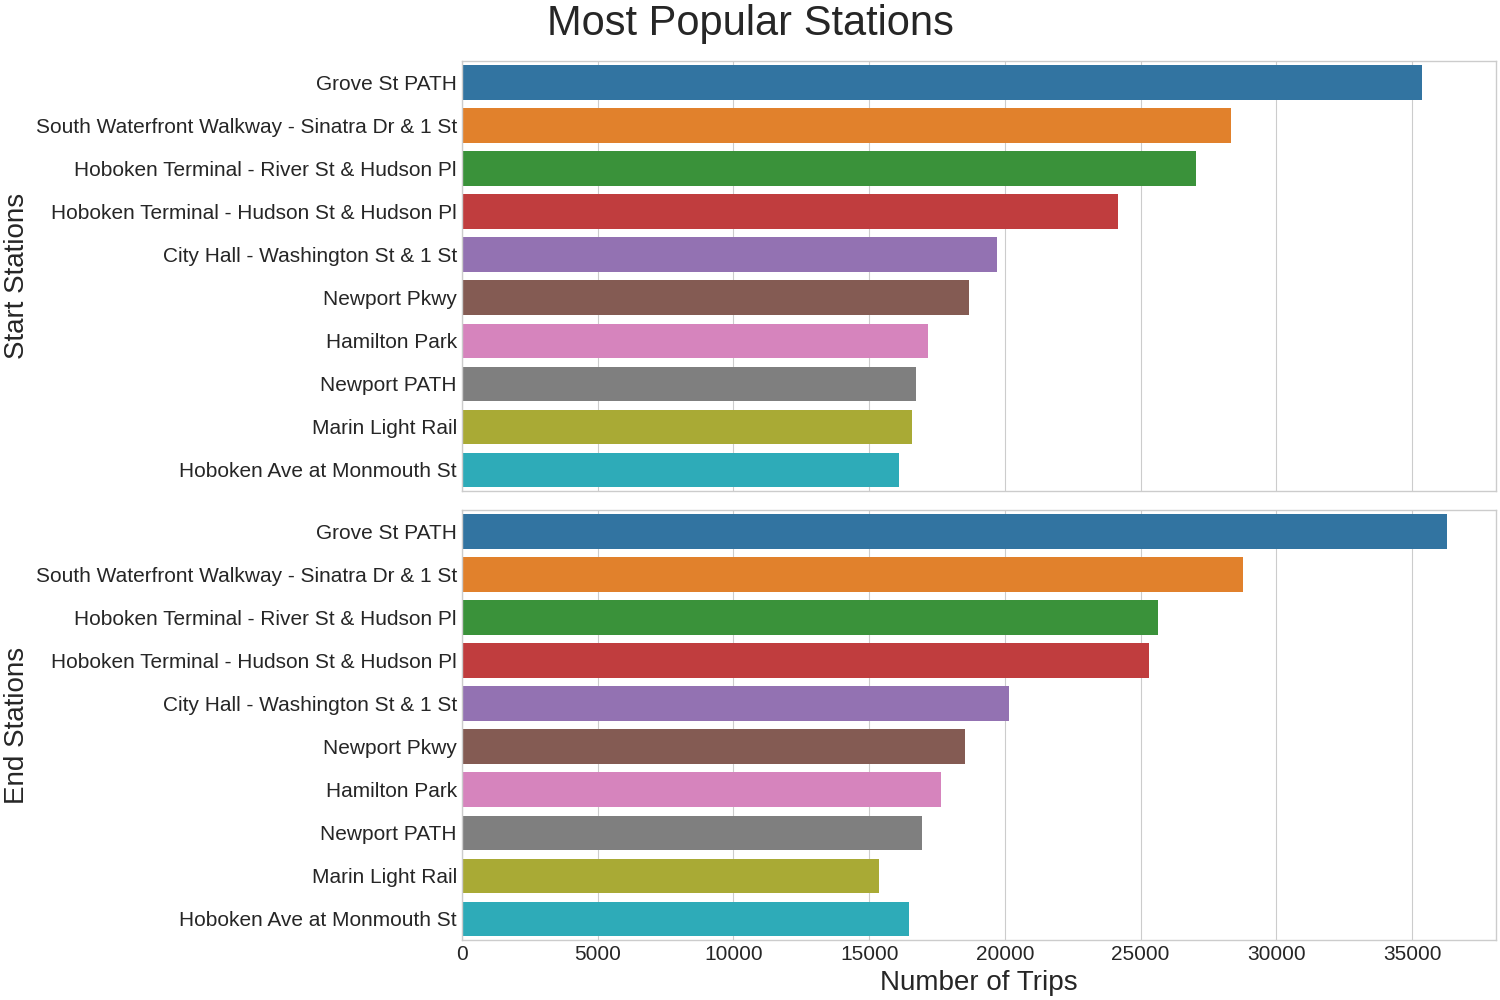 Most Popular Stations
Start Stations
Grove St PATH
South Waterfront Walkway - Sinatra Dr & 1 St
Hoboken Terminal - River St & Hudson Pl
Hoboken Terminal - Hudson St & Hudson Pl
City Hall - Washington St & 1 St
Newport Pkwy
Hamilton Park
Newport PATH
Marin Light Rail
Hoboken Ave at Monmouth St
End Stations
Grove St PATH
South Waterfront Walkway - Sinatra Dr & 1 St
Hoboken Terminal - River St & Hudson Pl
Hoboken Terminal - Hudson St & Hudson Pl
City Hall - Washington St & 1 St
Newport Pkwy
Hamilton Park
Newport PATH
Marin Light Rail
Hoboken Ave at Monmouth St
0 5000 10000 15000 20000 25000 30000 35000
Number of Trips